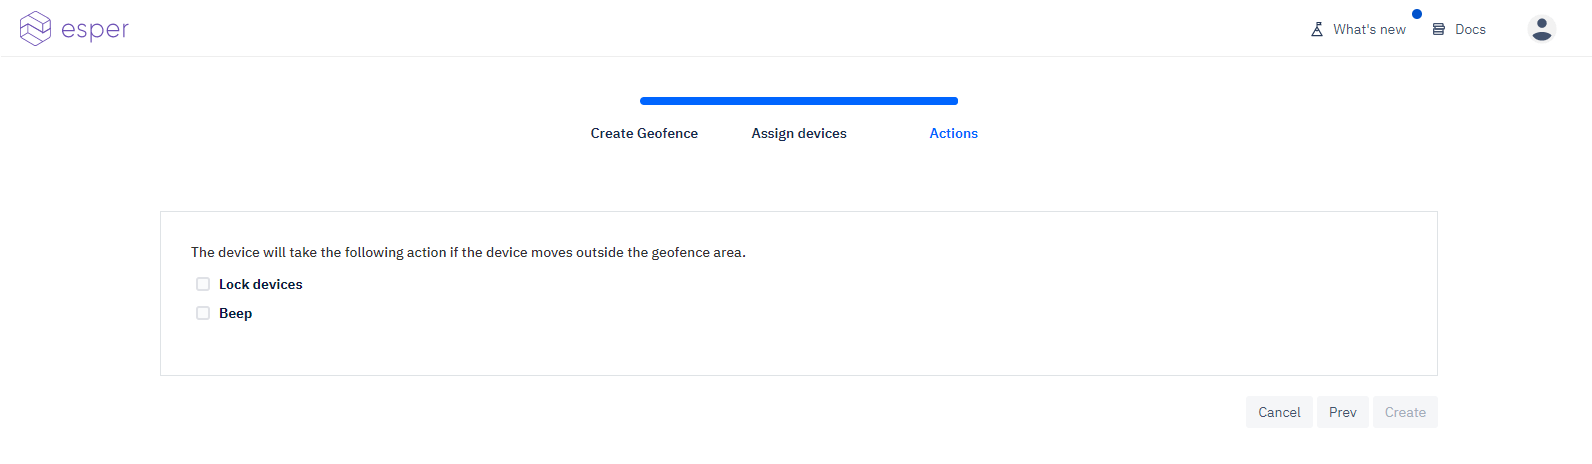 esper
What's new
Docs
Create Geofence
Assign devices
Actions
The device will take the following action if the device moves outside the geofence area.
Lock devices
Beep
Cancel
Prev
Create